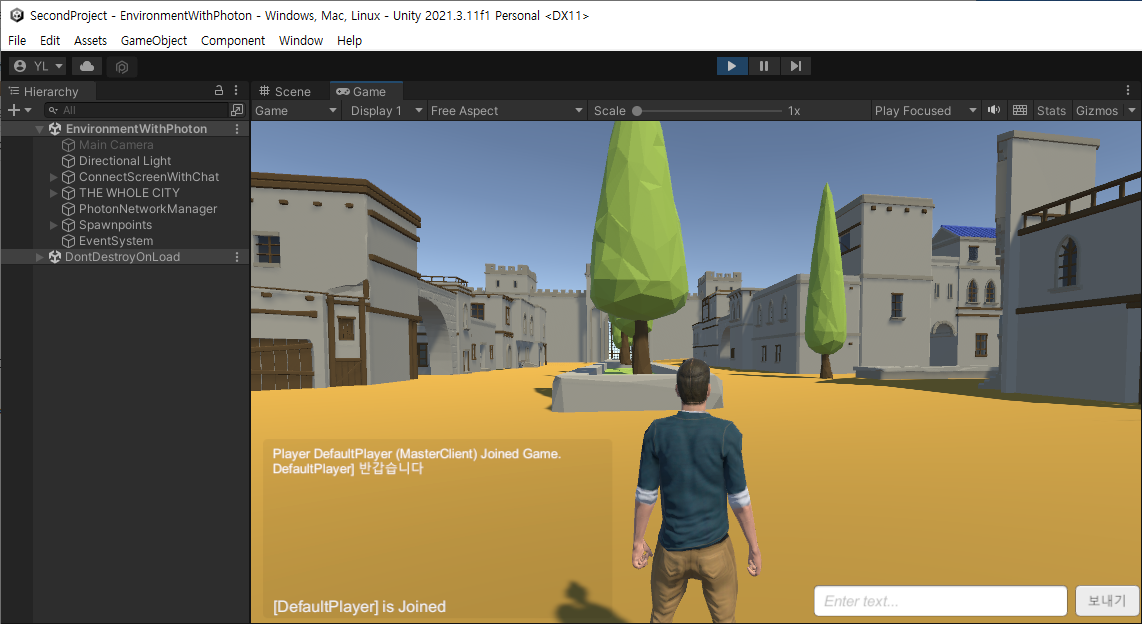 SecondProject - EnvironmentWithPhoton - Windows, Mac, Linux - Unity 2021.3.11f1 Personal <DX11>
File Edit Assets GameObject Component Window Help
YL
Hierarchy
All
EnvironmentWithPhoton
Main Camera
Directional Light
ConnectScreenWithChat
THE WHOLE CITY
PhotonNetworkManager
Spawnpoints
EventSystem
DontDestroyOnLoad
Scene Game
Game Display 1 Free Aspect Scale 1x Play Focused Stats Gizmos
Player DefaultPlayer (MasterClient) Joined Game.
DefaultPlayer] 반갑습니다
[DefaultPlayer] is Joined
Enter text...
보내기